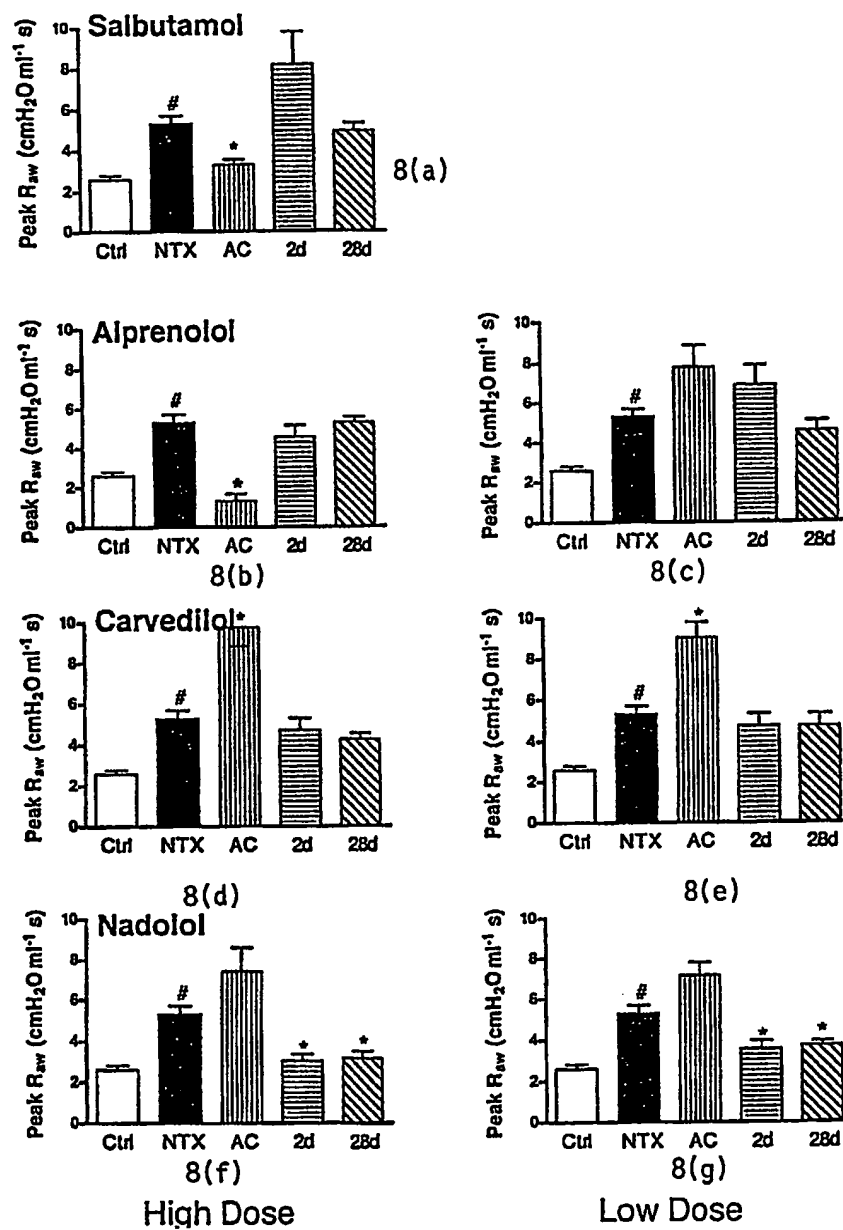 Salbutamol
Peak Raw (cmH₂O ml⁻¹ s)
10
8
6
4
2
0
#
*
Ctrl NTX AC 2d 28d
8(a)
Alprenolol
Peak Raw (cmH₂O ml⁻¹ s)
10
8
6
4
2
0
#
*
Ctrl NTX AC 2d 28d
8(b)
Peak Raw (cmH₂O ml⁻¹ s)
10
8
6
4
2
0
#
Ctrl NTX AC 2d 28d
8(c)
Carvedilol
Peak Raw (cmH₂O ml⁻¹ s)
10
8
6
4
2
0
#
*
Ctrl NTX AC 2d 28d
8(d)
Peak Raw (cmH₂O ml⁻¹ s)
10
8
6
4
2
0
#
*
Ctrl NTX AC 2d 28d
8(e)
Nadolol
Peak Raw (cmH₂O ml⁻¹ s)
10
8
6
4
2
0
#
*
*
Ctrl NTX AC 2d 28d
8(f)
High Dose
Peak Raw (cmH₂O ml⁻¹ s)
10
8
6
4
2
0
#
*
*
Ctrl NTX AC 2d 28d
8(g)
Low Dose